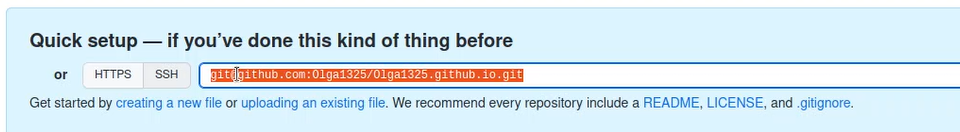 Quick setup — if you’ve done this kind of thing before
or HTTPS SSH git@github.com:Olga1325/Olga1325.github.io.git
Get started by creating a new file or uploading an existing file. We recommend every repository include a README, LICENSE, and .gitignore.